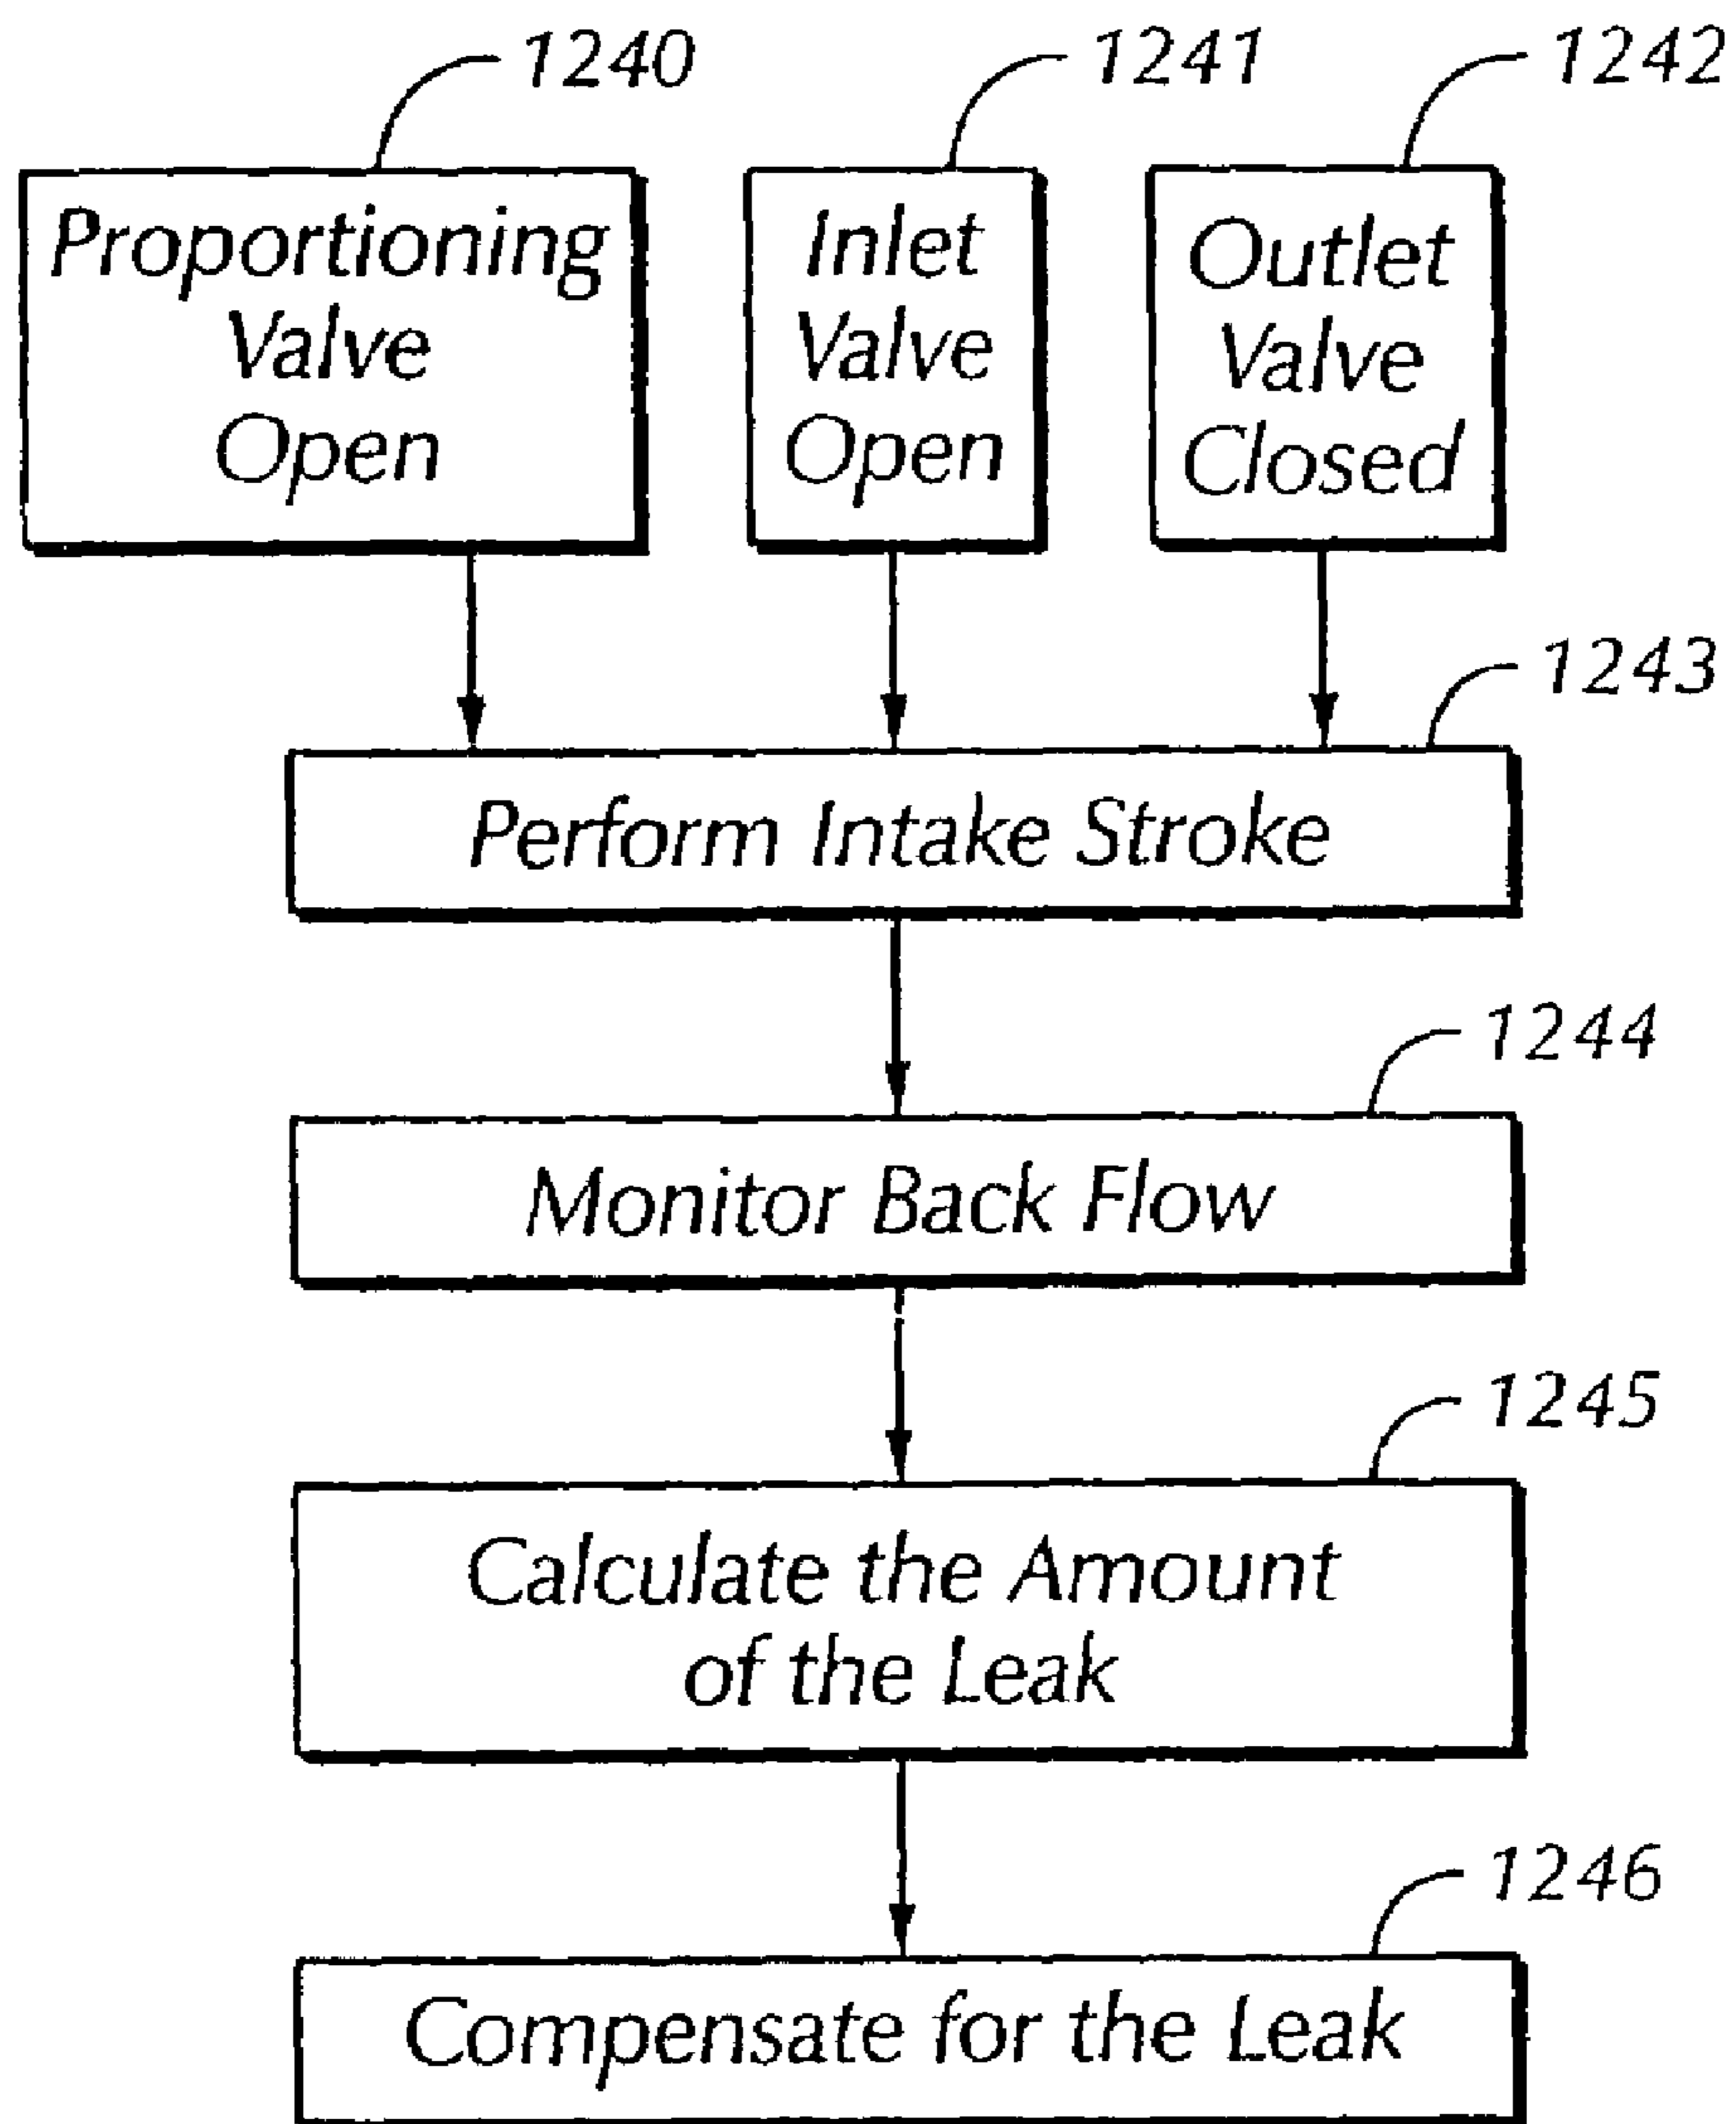 1240
1241
1242
Proportioning
Valve
Open
Inlet
Valve
Open
Outlet
Valve
Closed
1243
Perform Intake Stroke
1244
Monitor Back Flow
1245
Calculate the Amount
of the Leak
1246
Compensate for the Leak